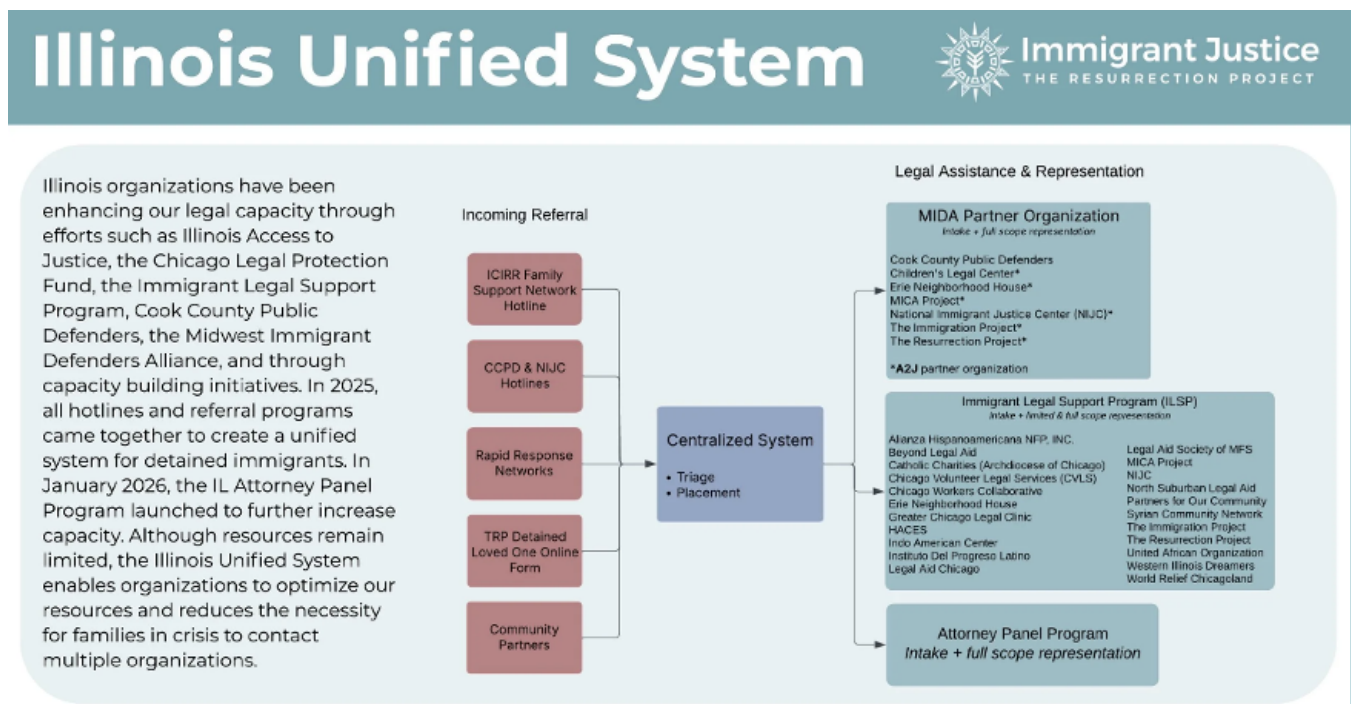 Illinois Unified System
Immigrant Justice
THE RESURRECTION PROJECT
Illinois organizations have been
enhancing our legal capacity through
efforts such as Illinois Access to
Justice, the Chicago Legal Protection
Fund, the Immigrant Legal Support
Program, Cook County Public
Defenders, the Midwest Immigrant
Defenders Alliance, and through
capacity building initiatives. In 2025,
all hotlines and referral programs
came together to create a unified
system for detained immigrants. In
January 2026, the IL Attorney Panel
Program launched to further increase
capacity. Although resources remain
limited, the Illinois Unified System
enables organizations to optimize our
resources and reduces the necessity
for families in crisis to contact
multiple organizations.
Incoming Referral
ICIRR Family
Support Network
Hotline
CCPD & NIJC
Hotlines
Rapid Response
Networks
TRP Detained
Loved One Online
Form
Community
Partners
Centralized System
• Triage
• Placement
Legal Assistance & Representation
MIDA Partner Organization
Intake + full scope representation
Cook County Public Defenders
Children's Legal Center*
Erie Neighborhood House*
MICA Project*
National Immigrant Justice Center (NIJC)*
The Immigration Project*
The Resurrection Project*
*A2J partner organization
Immigrant Legal Support Program (ILSP)
Intake + limited & full scope representation
Alianza Hispanoamericana NFP, INC.
Beyond Legal Aid
Catholic Charities (Archdiocese of Chicago)
Chicago Volunteer Legal Services (CVLS)
Chicago Workers Collaborative
Erie Neighborhood House
Greater Chicago Legal Clinic
HACES
Indo American Center
Instituto Del Progreso Latino
Legal Aid Chicago
Legal Aid Society of MFS
MICA Project
NIJC
North Suburban Legal Aid
Partners for Our Community
Syrian Community Network
The Immigration Project
The Resurrection Project
United African Organization
Western Illinois Dreamers
World Relief Chicagoland
Attorney Panel Program
Intake + full scope representation